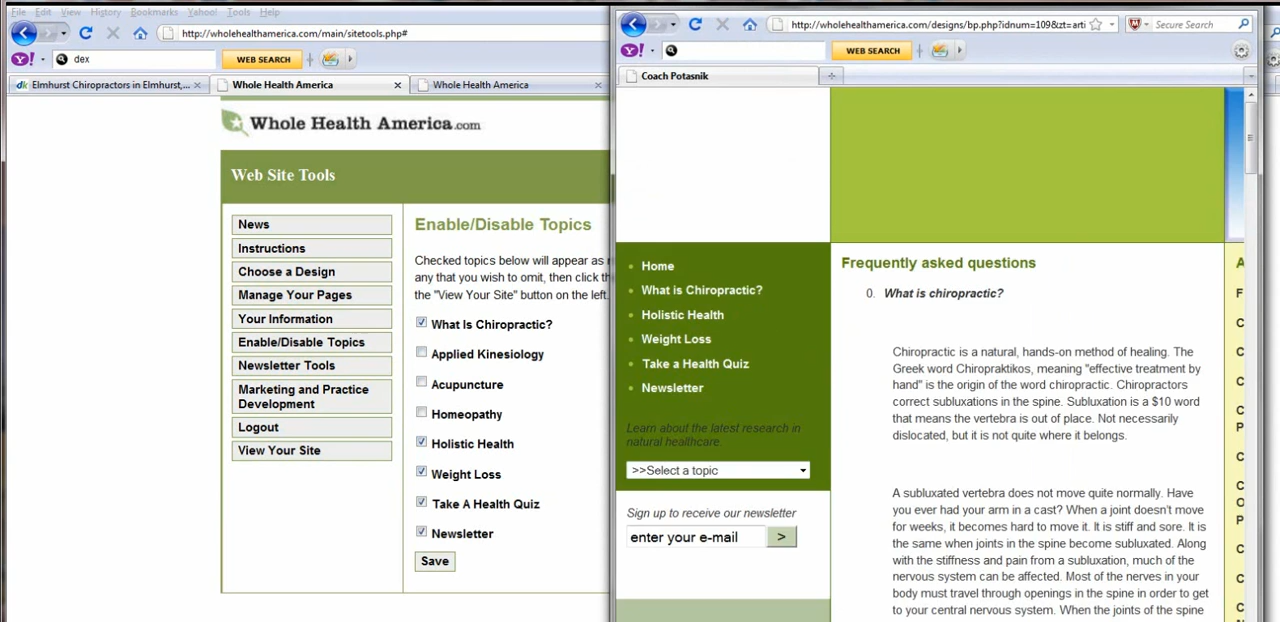 File Edit View History Bookmarks Yahoo! Tools Help
http://wholehealthamerica.com/main/sitetools.php#
Y! dex WEB SEARCH
Elmhurst Chiropractors in Elmhurst,... Whole Health America Whole Health America
Whole Health America.com
Web Site Tools
News
Instructions
Choose a Design
Manage Your Pages
Your Information
Enable/Disable Topics
Newsletter Tools
Marketing and Practice
Development
Logout
View Your Site
Enable/Disable Topics
Checked topics below will appear as
any that you wish to omit, then click th
the "View Your Site" button on the left.
What Is Chiropractic?
Applied Kinesiology
Acupuncture
Homeopathy
Holistic Health
Weight Loss
Take A Health Quiz
Newsletter
Save
http://wholehealthamerica.com/designs/bp.php?idnum=109&zt=arti
Secure Search
Y! WEB SEARCH
Coach Potasnik
Home
What is Chiropractic?
Holistic Health
Weight Loss
Take a Health Quiz
Newsletter
Learn about the latest research in
natural healthcare.
>>Select a topic
Sign up to receive our newsletter
enter your e-mail >
Frequently asked questions
0. What is chiropractic?
Chiropractic is a natural, hands-on method of healing. The
Greek word Chiropraktikos, meaning "effective treatment by
hand" is the origin of the word chiropractic. Chiropractors
correct subluxations in the spine. Subluxation is a $10 word
that means the vertebra is out of place. Not necessarily
dislocated, but it is not quite where it belongs.
A subluxated vertebra does not move quite normally. Have
you ever had your arm in a cast? When a joint doesn't move
for weeks, it becomes hard to move it. It is stiff and sore. It is
the same when joints in the spine become subluxated. Along
with the stiffness and pain from a subluxation, much of the
nervous system can be affected. Most of the nerves in your
body must travel through openings in the spine in order to get
to your central nervous system. When the joints of the spine
A
F
C
C
C
C
P
C
C
O
P
C
C
C